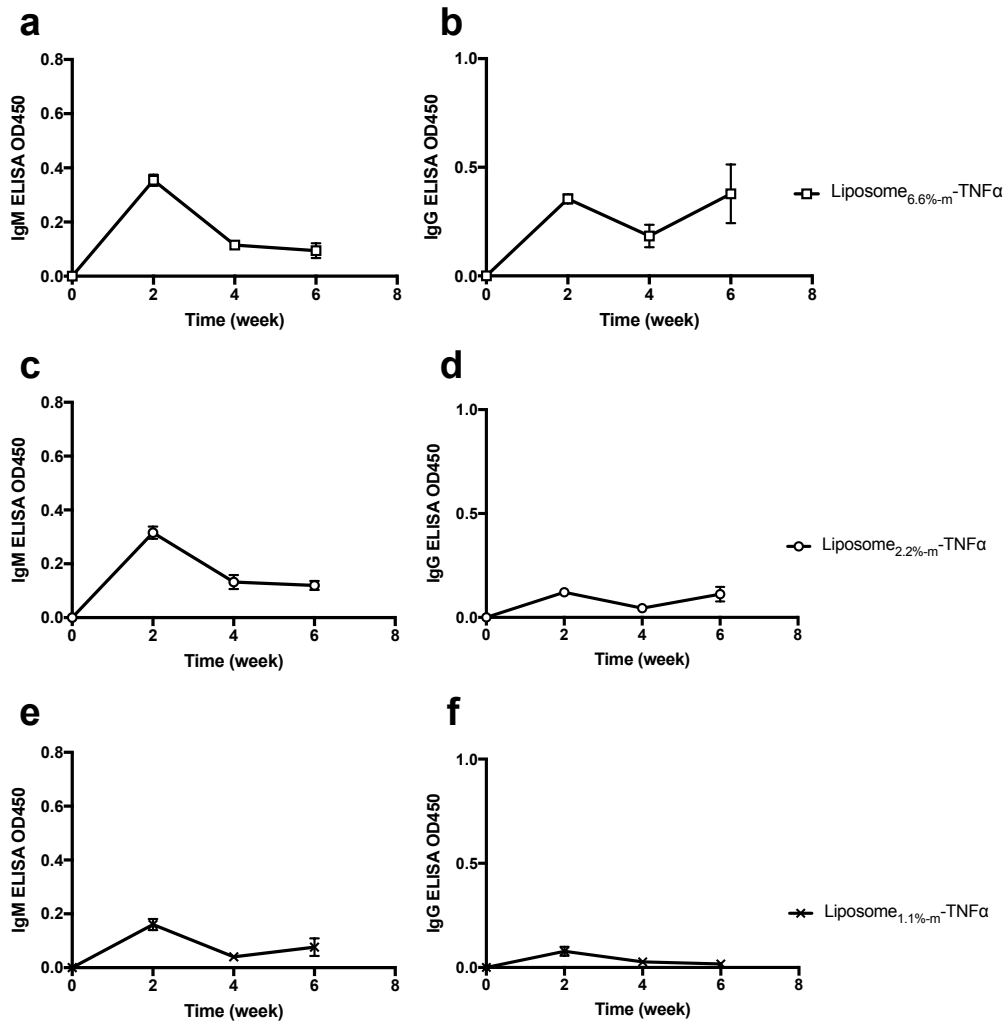 a
IgM ELISA OD450
0.8
0.6
0.4
0.2
0.0
0 2 4 6 8
Time (week)
b
IgG ELISA OD450
1.0
0.5
0.0
0 2 4 6 8
Time (week)
Liposome6.6%-m-TNFα
c
IgM ELISA OD450
0.8
0.6
0.4
0.2
0.0
0 2 4 6 8
Time (week)
d
IgG ELISA OD450
1.0
0.5
0.0
0 2 4 6 8
Time (week)
Liposome2.2%-m-TNFα
e
IgM ELISA OD450
0.8
0.6
0.4
0.2
0.0
0 2 4 6 8
Time (week)
f
IgG ELISA OD450
1.0
0.5
0.0
0 2 4 6 8
Time (week)
Liposome1.1%-m-TNFα